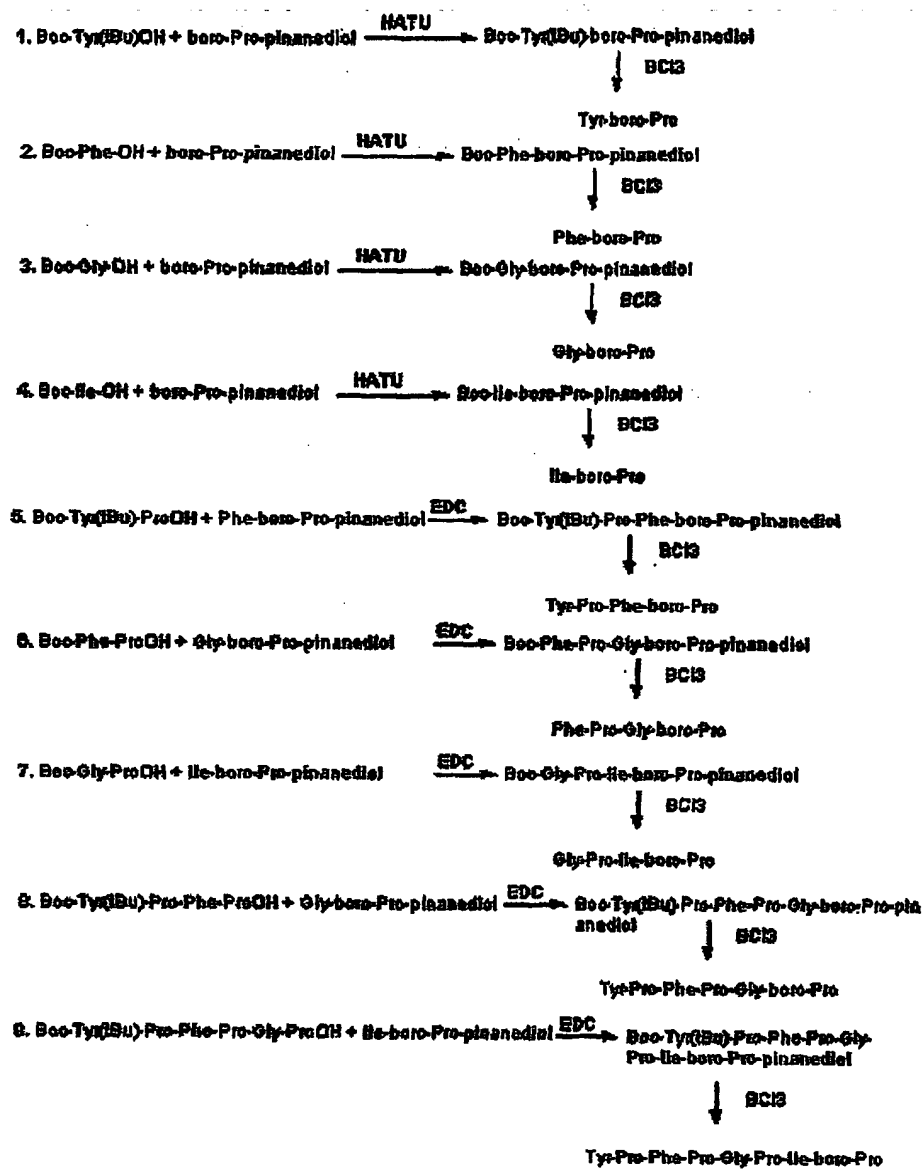 HATU
1. Boc-Tyr(tBu)OH + boro-Pro-pinanediol Boc-Tyr(tBu)-boro-Pro-pinanediol
BCl3
Tyr-boro-Pro
HATU
2. Boc-Phe-OH + boro-Pro-pinanediol Boc-Phe-boro-Pro-pinanediol
BCl3
Phe-boro-Pro
HATU
3. Boc-Gly-OH + boro-Pro-pinanediol Boc-Gly-boro-Pro-pinanediol
BCl3
Gly-boro-Pro
HATU
4. Boc-Ile-OH + boro-Pro-pinanediol Boc-Ile-boro-Pro-pinanediol
BCl3
Ile-boro-Pro
EDC
5. Boc-Tyr(tBu)-ProOH + Phe-boro-Pro-pinanediol Boc-Tyr(tBu)-Pro-Phe-boro-Pro-pinanediol
BCl3
Tyr-Pro-Phe-boro-Pro
EDC
6. Boc-Phe-ProOH + Gly-boro-Pro-pinanediol Boc-Phe-Pro-Gly-boro-Pro-pinanediol
BCl3
Phe-Pro-Gly-boro-Pro
EDC
7. Boc-Gly-ProOH + Ile-boro-Pro-pinanediol Boc-Gly-Pro-Ile-boro-Pro-pinanediol
BCl3
Gly-Pro-Ile-boro-Pro
EDC
8. Boc-Tyr(tBu)-Pro-Phe-ProOH + Gly-boro-Pro-pinanediol Boc-Tyr(tBu)-Pro-Phe-Pro-Gly-boro-Pro-pin
anediol
BCl3
Tyr-Pro-Phe-Pro-Gly-boro-Pro
EDC
9. Boc-Tyr(tBu)-Pro-Phe-Pro-Gly-ProOH + Ile-boro-Pro-pinanediol Boc-Tyr(tBu)-Pro-Phe-Pro-Gly-
Pro-Ile-boro-Pro-pinanediol
BCl3
Tyr-Pro-Phe-Pro-Gly-Pro-Ile-boro-Pro